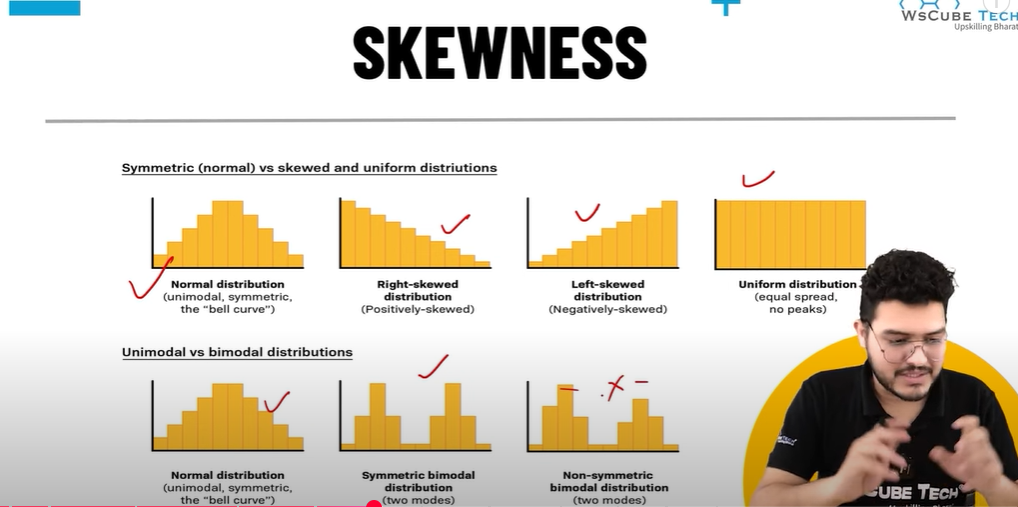 WSCUBE TECH
Upskilling Bharat
SKEWNESS
Symmetric (normal) vs skewed and uniform distriutions
Normal distribution
(unimodal, symmetric,
the “bell curve”)
Right-skewed
distribution
(Positively-skewed)
Left-skewed
distribution
(Negatively-skewed)
Uniform distribution
(equal spread,
no peaks)
Unimodal vs bimodal distributions
Normal distribution
(unimodal, symmetric,
the “bell curve”)
Symmetric bimodal
distribution
(two modes)
Non-symmetric
bimodal distribution
(two modes)
CUBE TECH